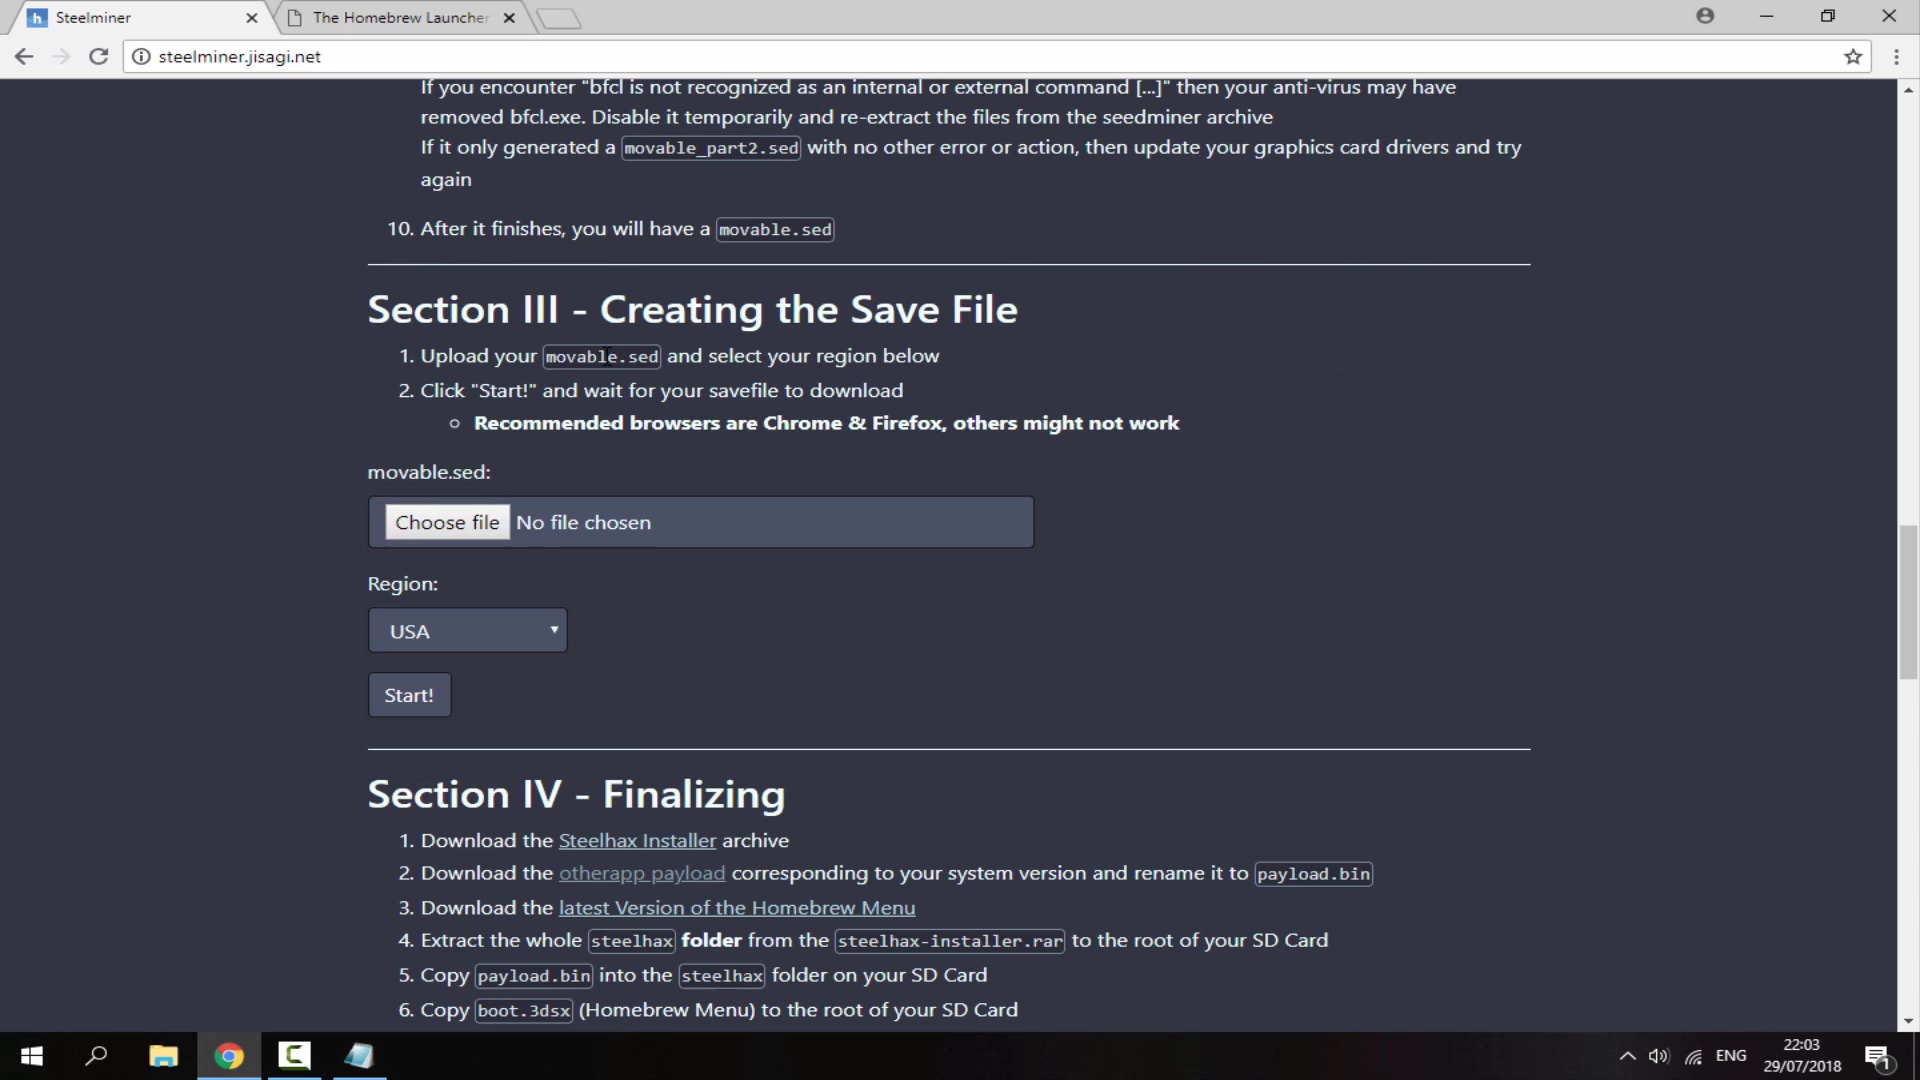 Steelminer
The Homebrew Launcher
steelminer.jisagi.net
If you encounter "bfcl is not recognized as an internal or external command [...]" then your anti-virus may have
removed bfcl.exe. Disable it temporarily and re-extract the files from the seedminer archive
If it only generated a movable_part2.sed with no other error or action, then update your graphics card drivers and try
again
10. After it finishes, you will have a movable.sed
Section III - Creating the Save File
1. Upload your movable.sed and select your region below
2. Click "Start!" and wait for your savefile to download
Recommended browsers are Chrome & Firefox, others might not work
movable.sed:
Choose file No file chosen
Region:
USA
Start!
Section IV - Finalizing
1. Download the Steelhax Installer archive
2. Download the otherapp payload corresponding to your system version and rename it to payload.bin
3. Download the latest Version of the Homebrew Menu
4. Extract the whole steelhax folder from the steelhax-installer.rar to the root of your SD Card
5. Copy payload.bin into the steelhax folder on your SD Card
6. Copy boot.3dsx (Homebrew Menu) to the root of your SD Card
ENG
22:03
29/07/2018
1